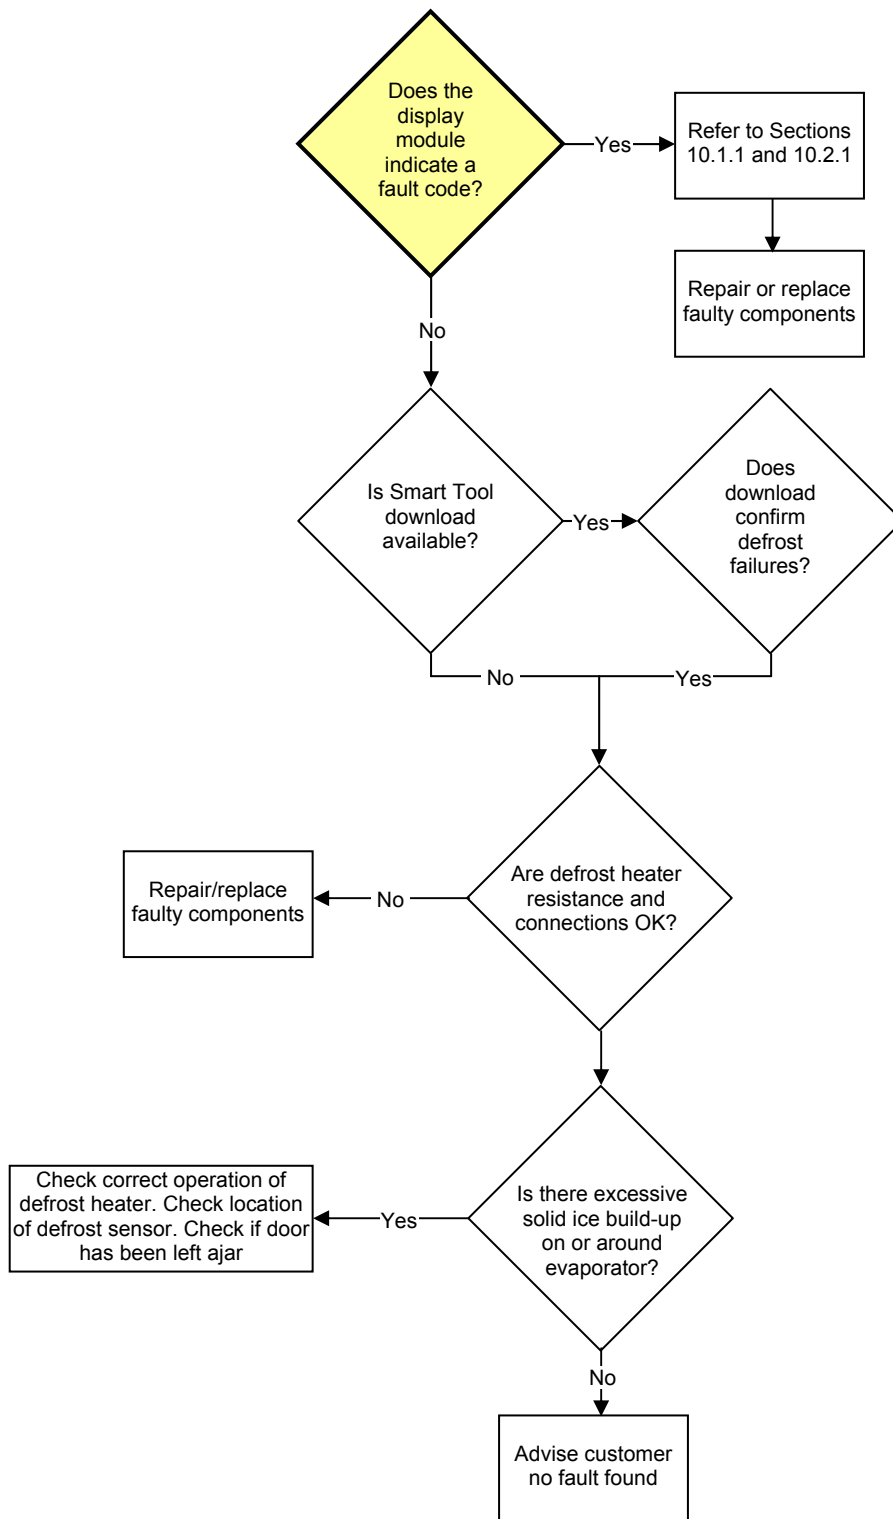 Does the
display
module
indicate a
fault code?
Yes
Refer to Sections
10.1.1 and 10.2.1
Repair or replace
faulty components
No
Is Smart Tool
download
available?
Yes
Does
download
confirm
defrost
failures?
No
Yes
Are defrost heater
resistance and
connections OK?
No
Repair/replace
faulty components
Is there excessive
solid ice build-up
on or around
evaporator?
Yes
Check correct operation of
defrost heater. Check location
of defrost sensor. Check if door
has been left ajar
No
Advise customer
no fault found